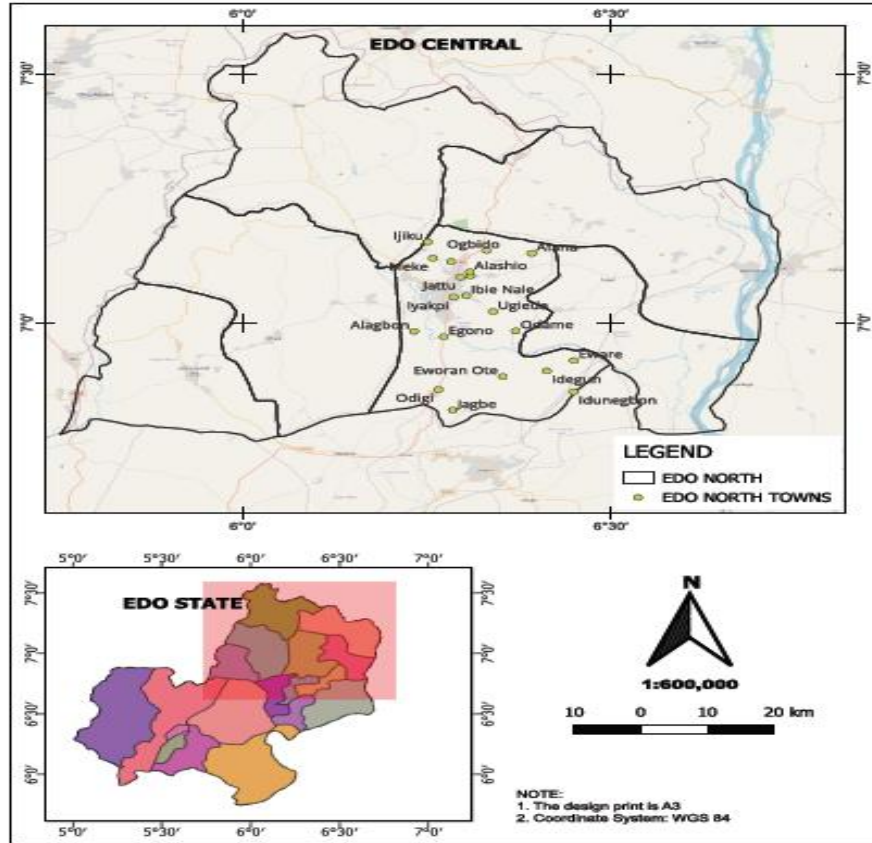 6°0' 6°30'
EDO CENTRAL
7°30' 7°30'
Ijiku
Ogbido
Alashio
Jattu
Ibie Nale
Iyakpi
7°0' 7°0'
Alagbon
Egono
Eware
Eworan Ote
Idegun
Odigi
Idunegbon
LEGEND
EDO NORTH
EDO NORTH TOWNS
6°0' 6°30'
5°0' 5°30' 6°0' 6°30' 7°0'
7°30' 7°30'
EDO STATE
7°0' 7°0'
6°30' 6°30'
6°0' 6°0'
5°0' 5°30' 6°0' 6°30' 7°0'
N
1:600,000
10 0 10 20 km
NOTE:
1. The design print is A3
2. Coordinate System: WGS 84